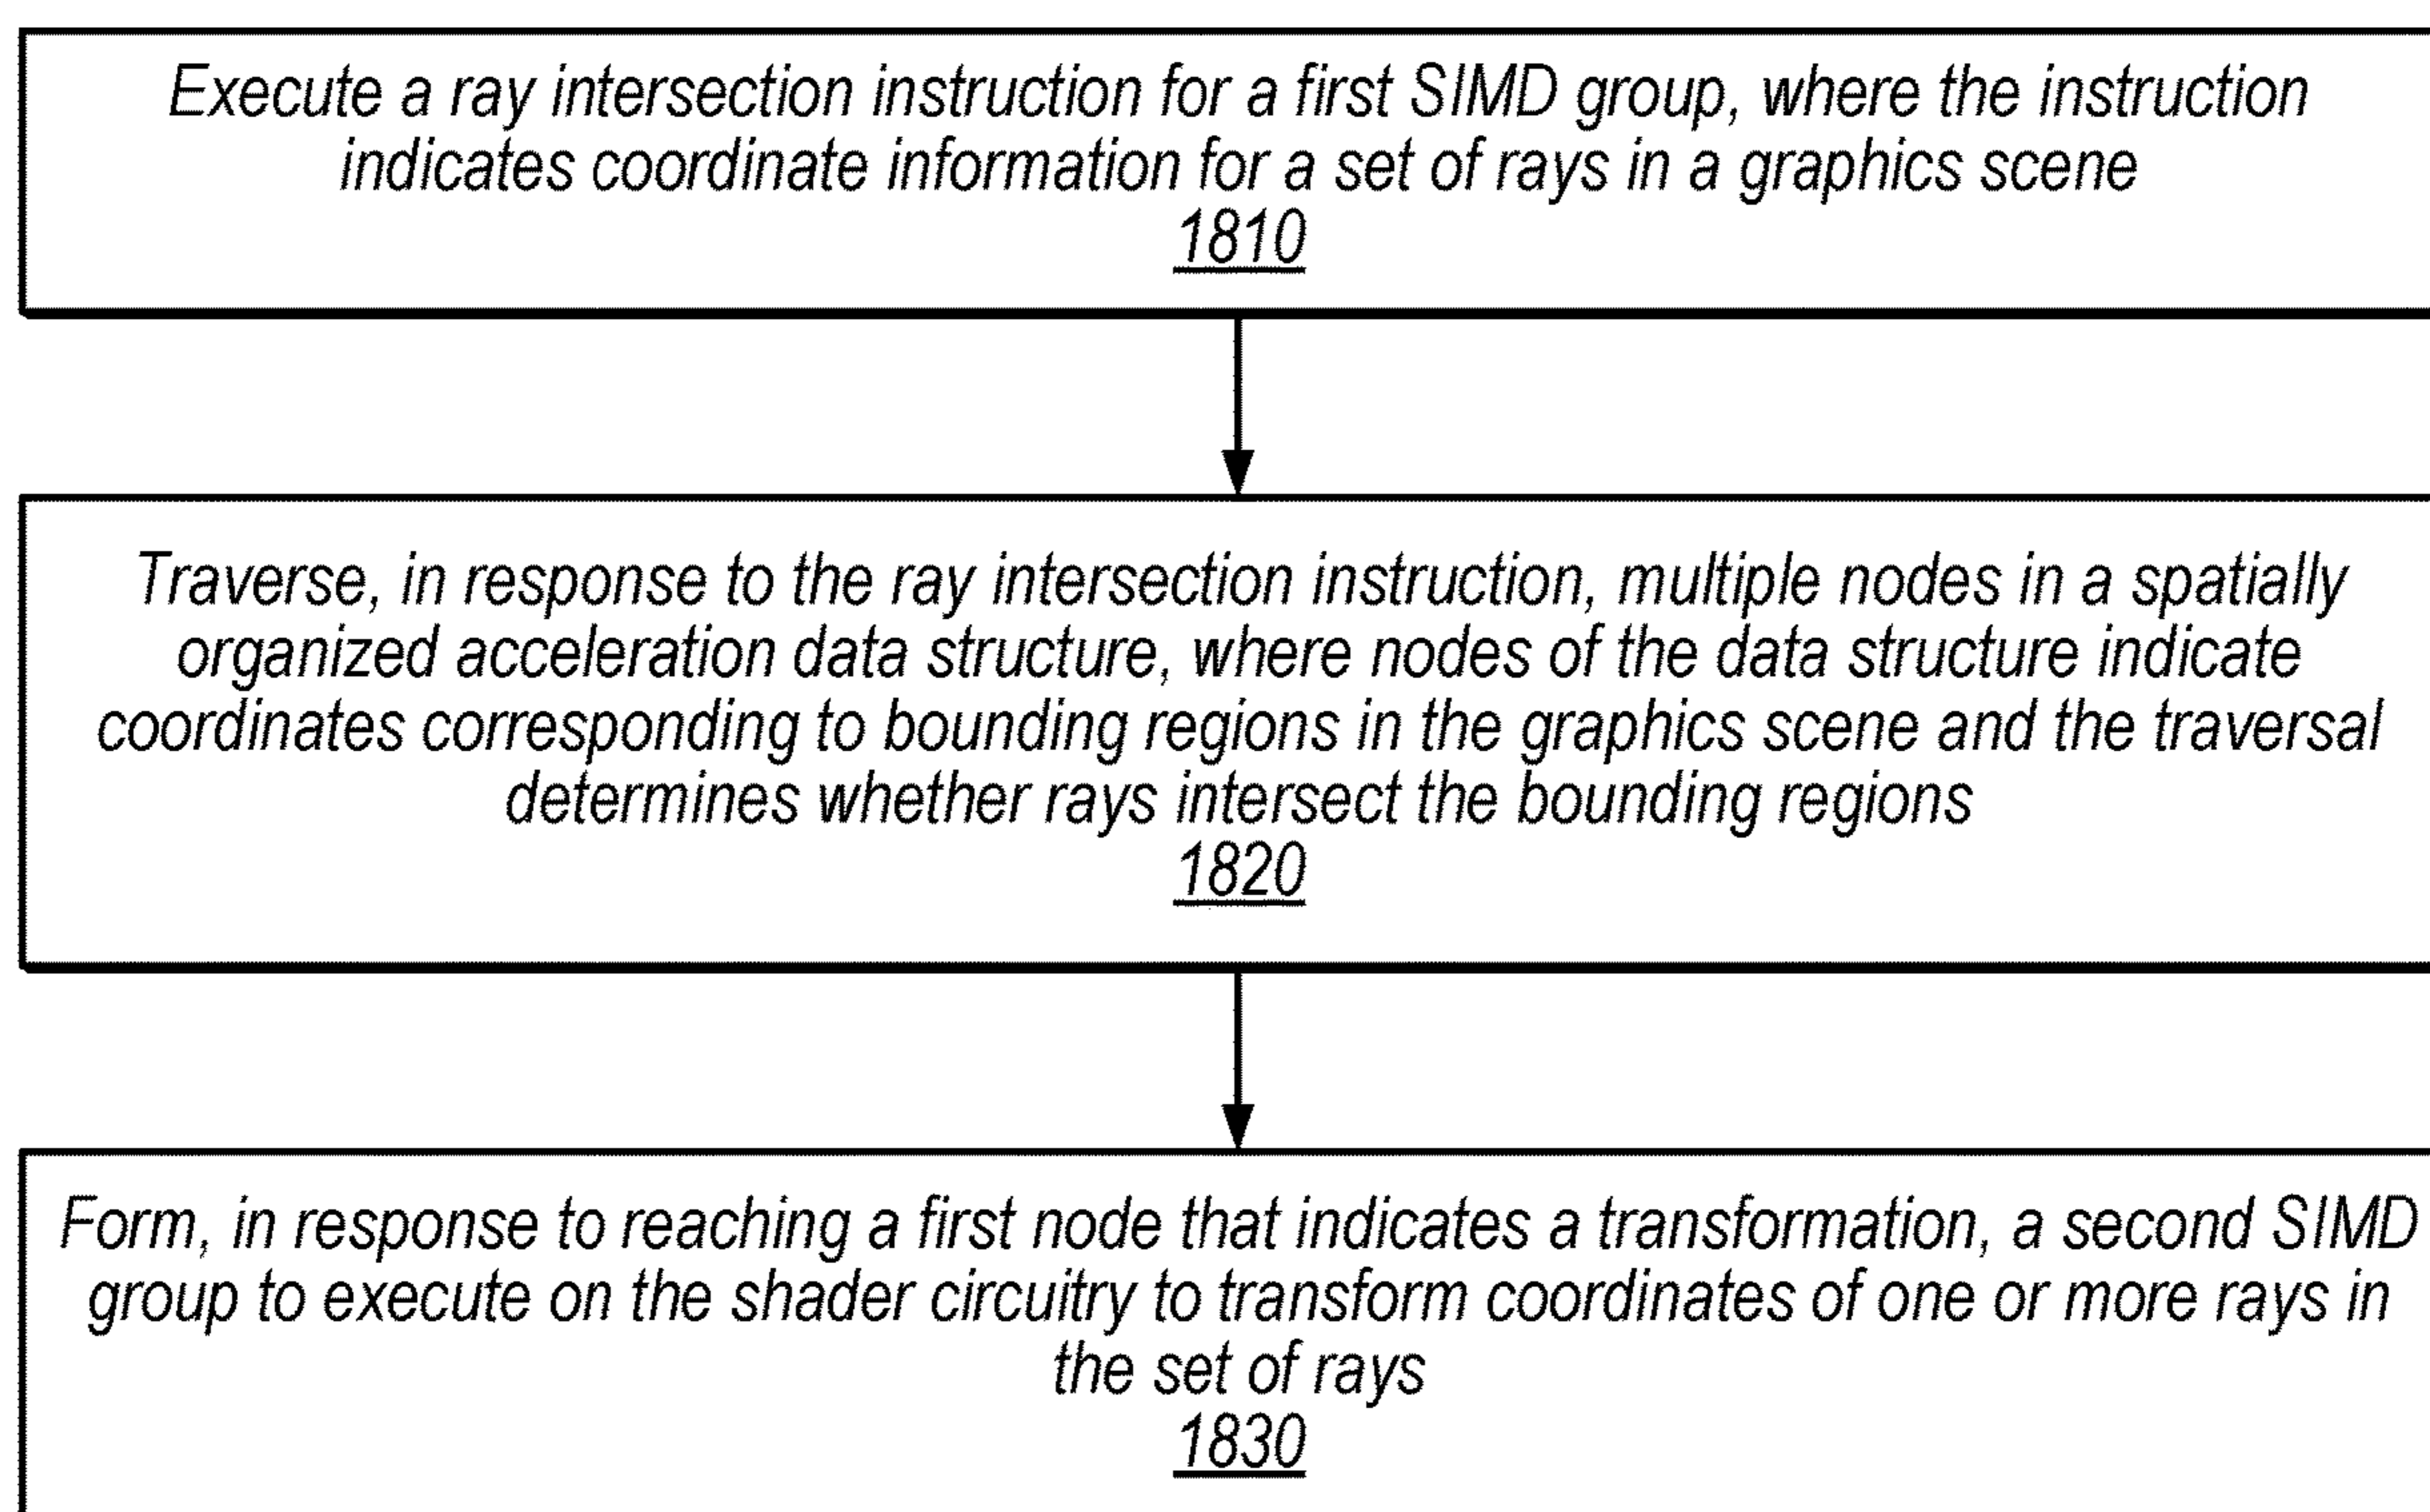 Execute a ray intersection instruction for a first SIMD group, where the instruction
indicates coordinate information for a set of rays in a graphics scene
1810
Traverse, in response to the ray intersection instruction, multiple nodes in a spatially
organized acceleration data structure, where nodes of the data structure indicate
coordinates corresponding to bounding regions in the graphics scene and the traversal
determines whether rays intersect the bounding regions
1820
Form, in response to reaching a first node that indicates a transformation, a second SIMD
group to execute on the shader circuitry to transform coordinates of one or more rays in
the set of rays
1830